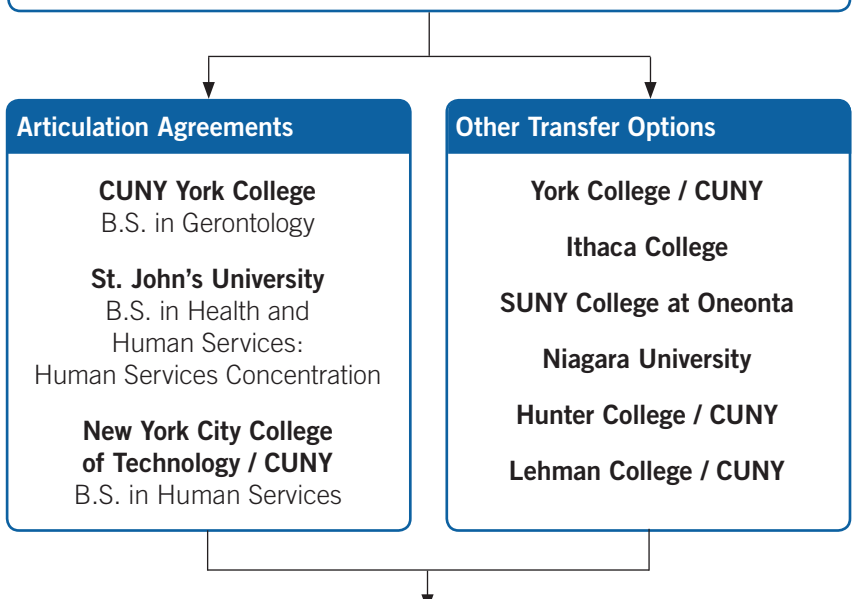 Articulation Agreements
CUNY York College
B.S. in Gerontology
St. John’s University
B.S. in Health and
Human Services:
Human Services Concentration
New York City College
of Technology / CUNY
B.S. in Human Services
Other Transfer Options
York College / CUNY
Ithaca College
SUNY College at Oneonta
Niagara University
Hunter College / CUNY
Lehman College / CUNY